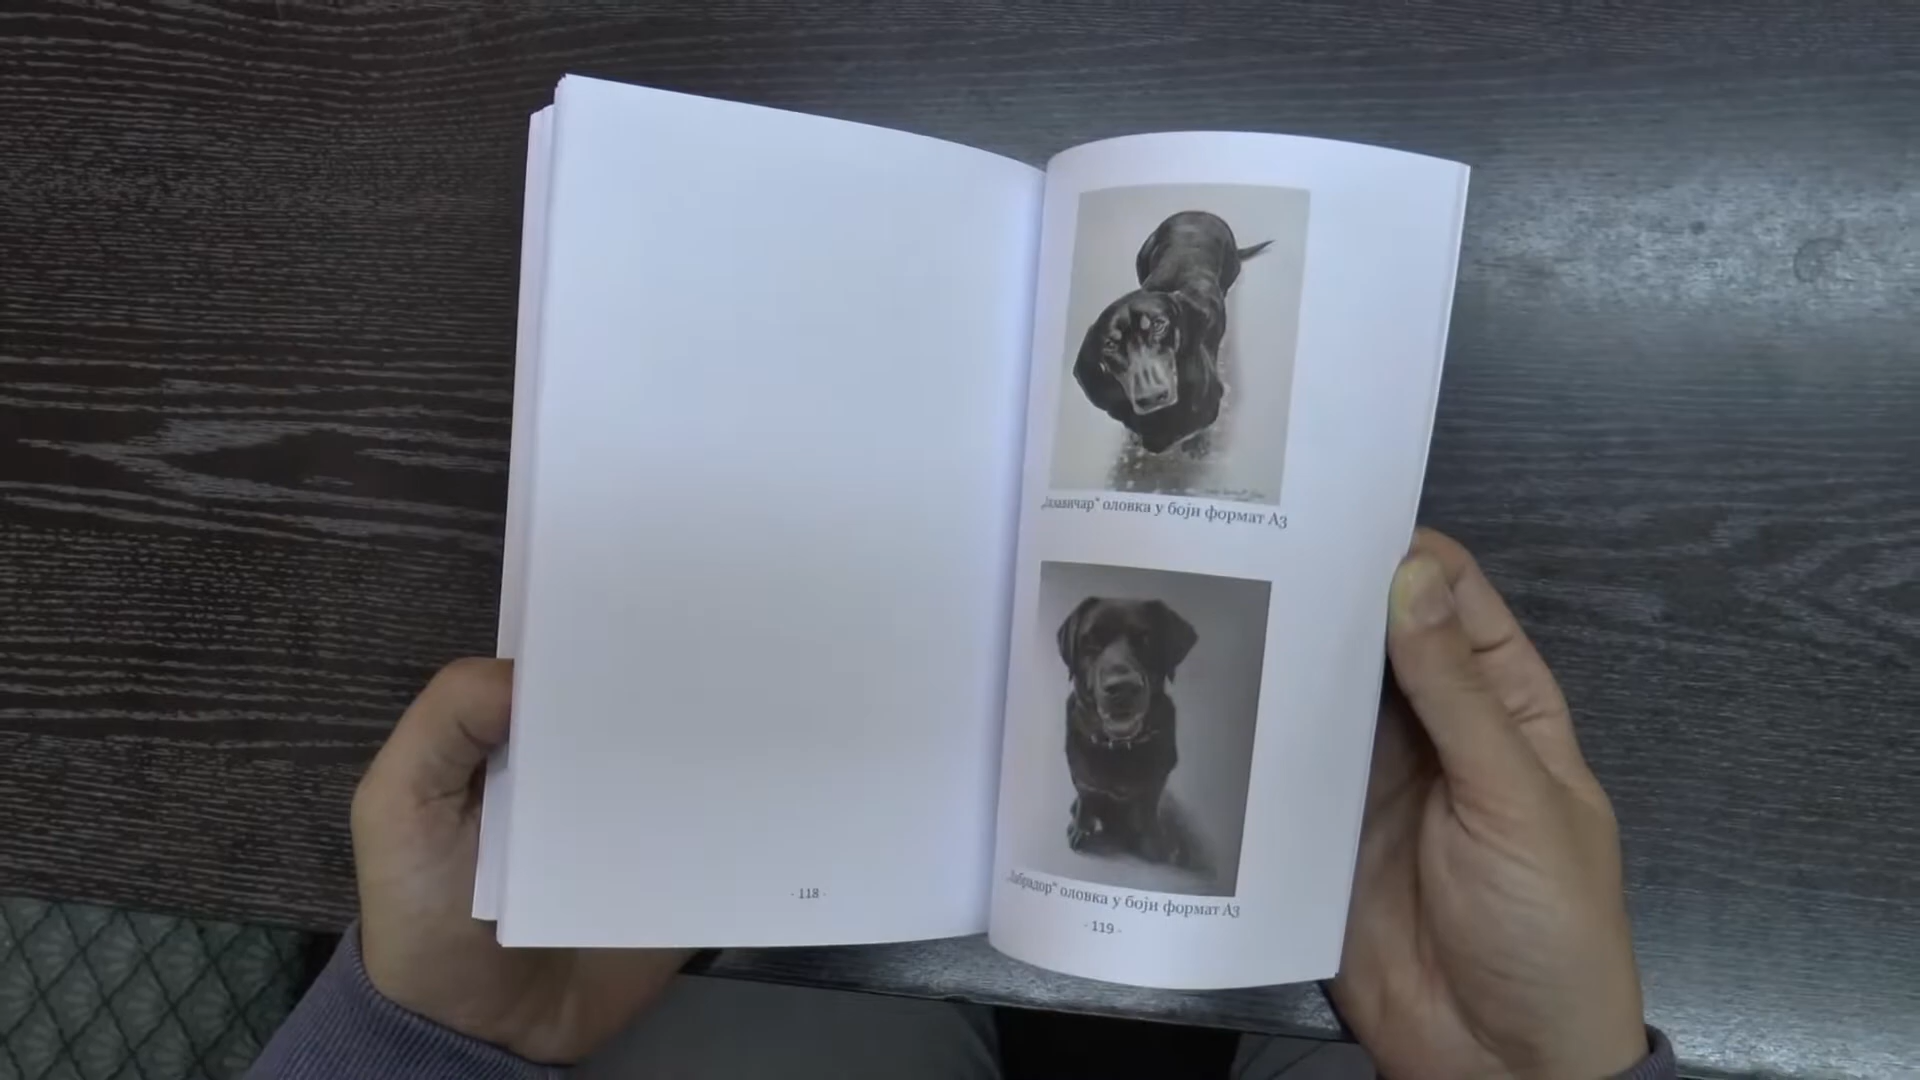 „Јазавичар“ оловка у боји формат А3
„Лабрадор“ оловка у боји формат А3
- 118 -
- 119 -